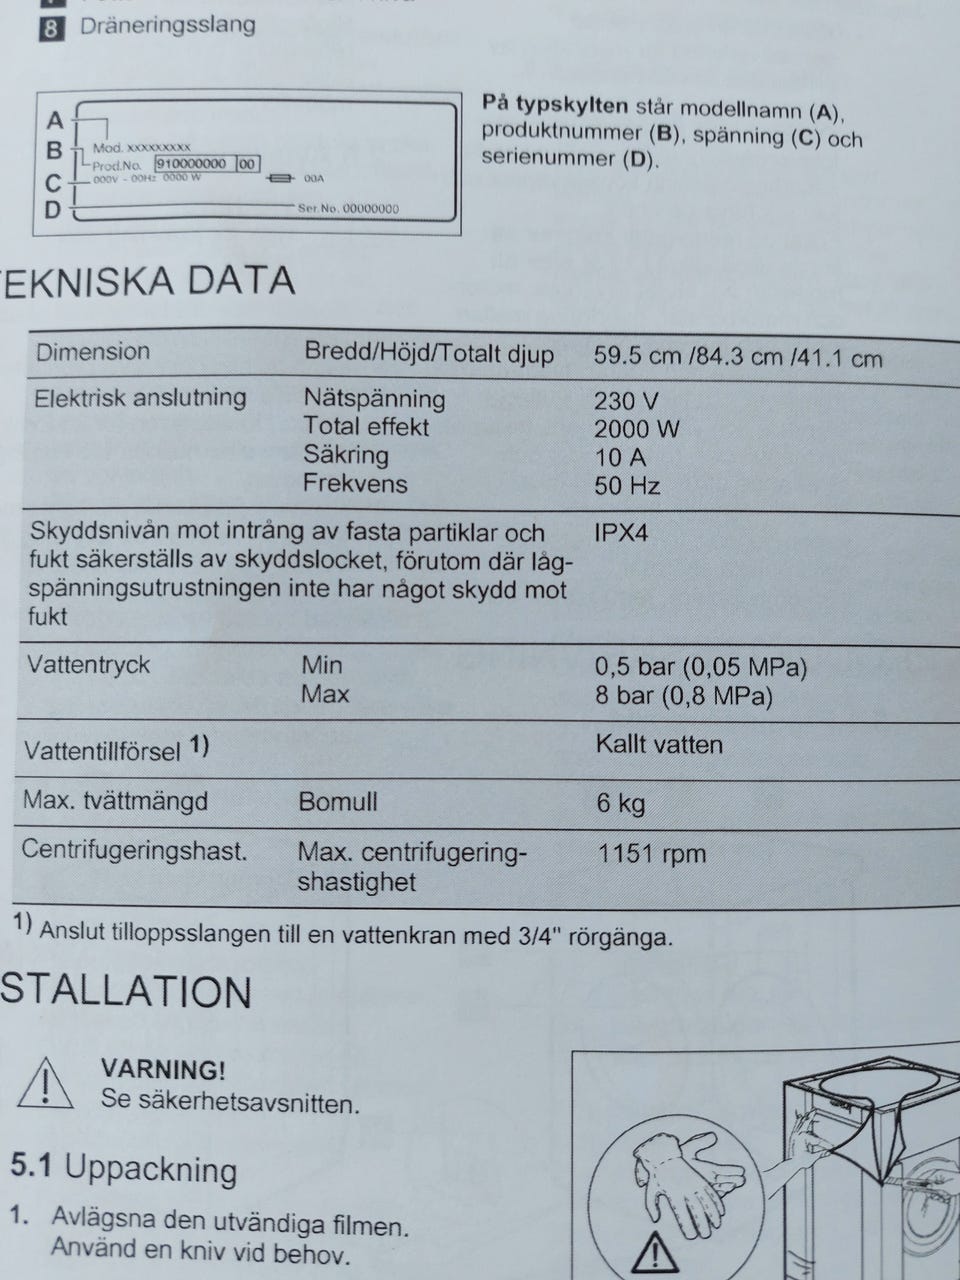 8 Dräneringsslang
A
B
C
D
Mod. xxxxxxxxx
Prod.No. 910000000 00
000V - 00Hz 0000 W 00A
Ser.No. 00000000
På typskylten står modellnamn (A),
produktnummer (B), spänning (C) och
serienummer (D).
TEKNISKA DATA
Dimension Bredd/Höjd/Totalt djup 59.5 cm /84.3 cm /41.1 cm
Elektrisk anslutning Nätspänning 230 V
Total effekt 2000 W
Säkring 10 A
Frekvens 50 Hz
Skyddsnivån mot intrång av fasta partiklar och IPX4
fukt säkerställs av skyddslocket, förutom där låg-
spänningsutrustningen inte har något skydd mot
fukt
Vattentryck Min 0,5 bar (0,05 MPa)
Max 8 bar (0,8 MPa)
Vattentillförsel 1) Kallt vatten
Max. tvättmängd Bomull 6 kg
Centrifugeringshast. Max. centrifugering- 1151 rpm
shastighet
1) Anslut tilloppsslangen till en vattenkran med 3/4" rörgänga.
STALLATION
VARNING!
Se säkerhetsavsnitten.
5.1 Uppackning
1. Avlägsna den utvändiga filmen.
Använd en kniv vid behov.